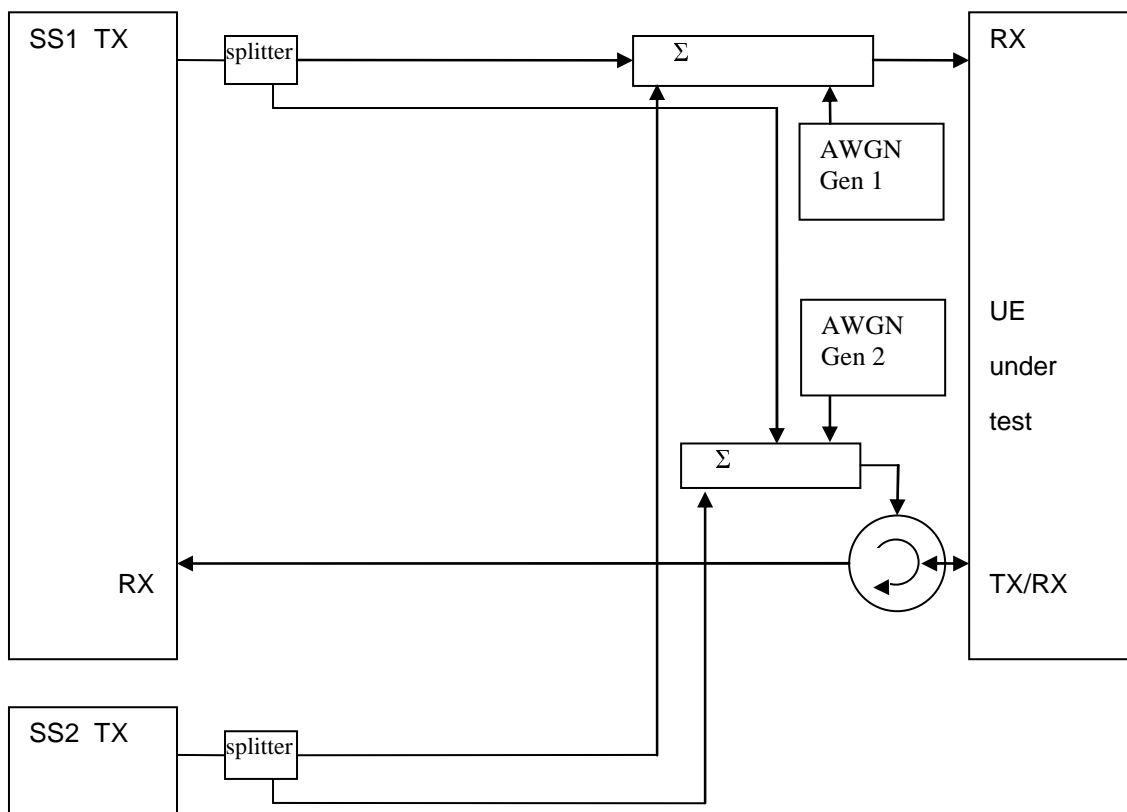 SS1 TX
splitter
Σ
RX
AWGN
Gen 1
AWGN
Gen 2
UE
under
test
Σ
RX
TX/RX
SS2 TX
splitter